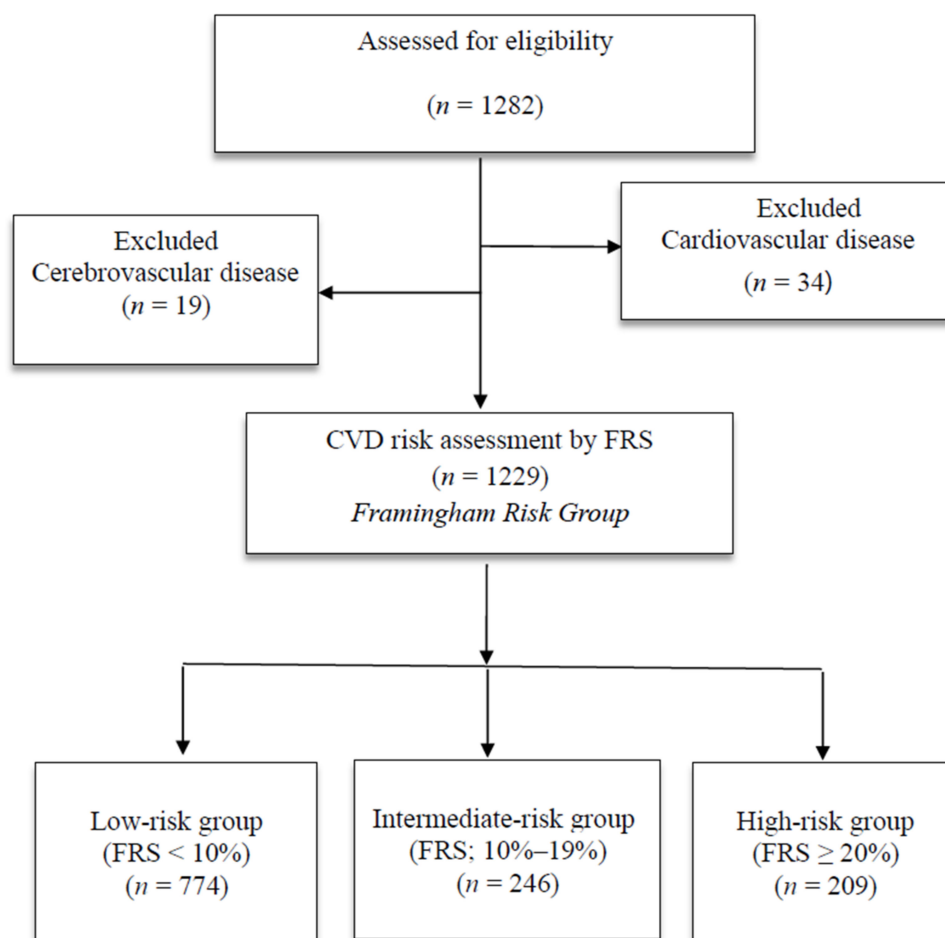 Assessed for eligibility
(n = 1282)
Excluded
Cardiovascular disease
(n = 34)
Excluded
Cerebrovascular disease
(n = 19)
CVD risk assessment by FRS
(n = 1229)
Framingham Risk Group
Low-risk group
(FRS < 10%)
(n = 774)
Intermediate-risk group
(FRS; 10%–19%)
(n = 246)
High-risk group
(FRS ≥ 20%)
(n = 209)